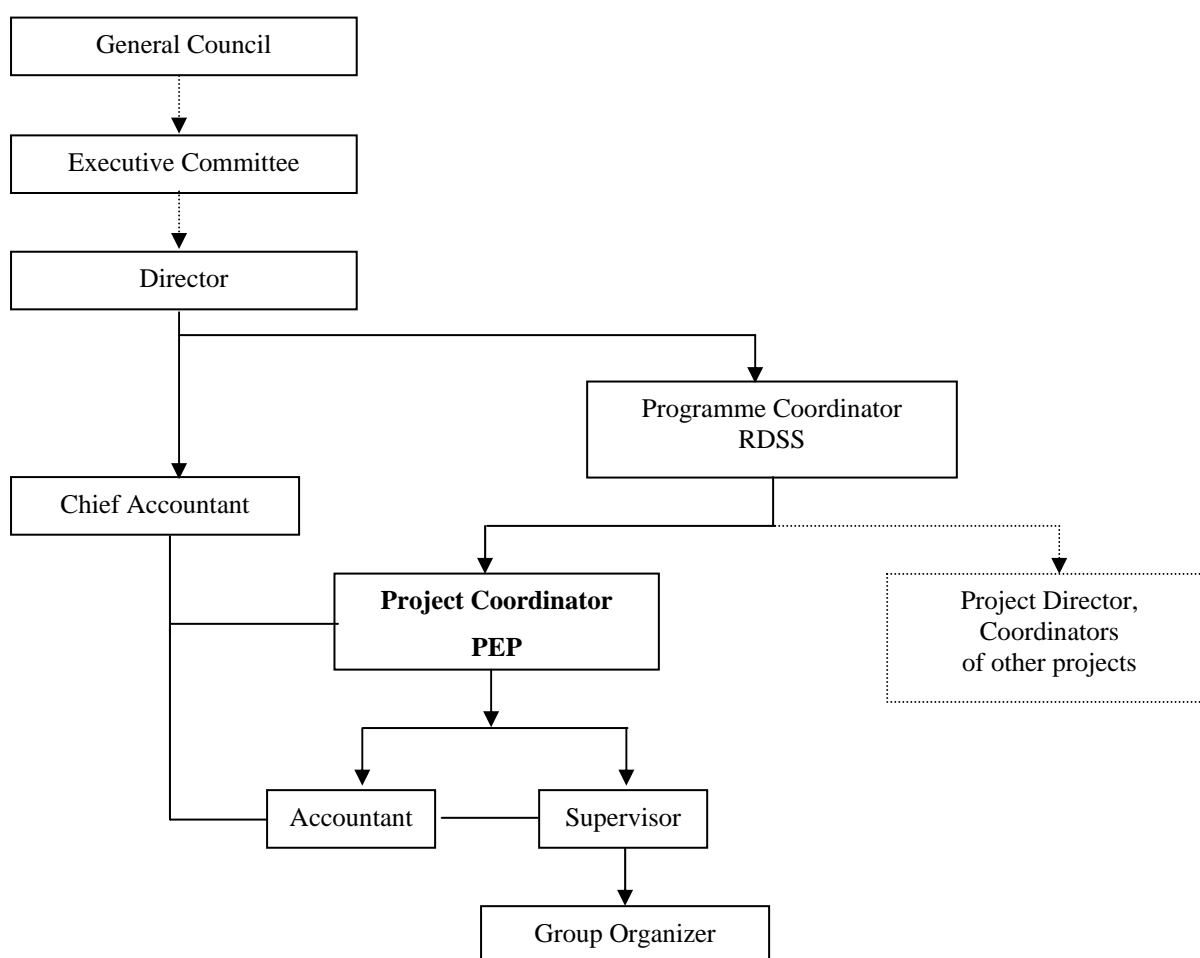 General Council
Executive Committee
Director
Programme Coordinator
RDSS
Chief Accountant
Project Coordinator
PEP
Project Director,
Coordinators
of other projects
Accountant
Supervisor
Group Organizer